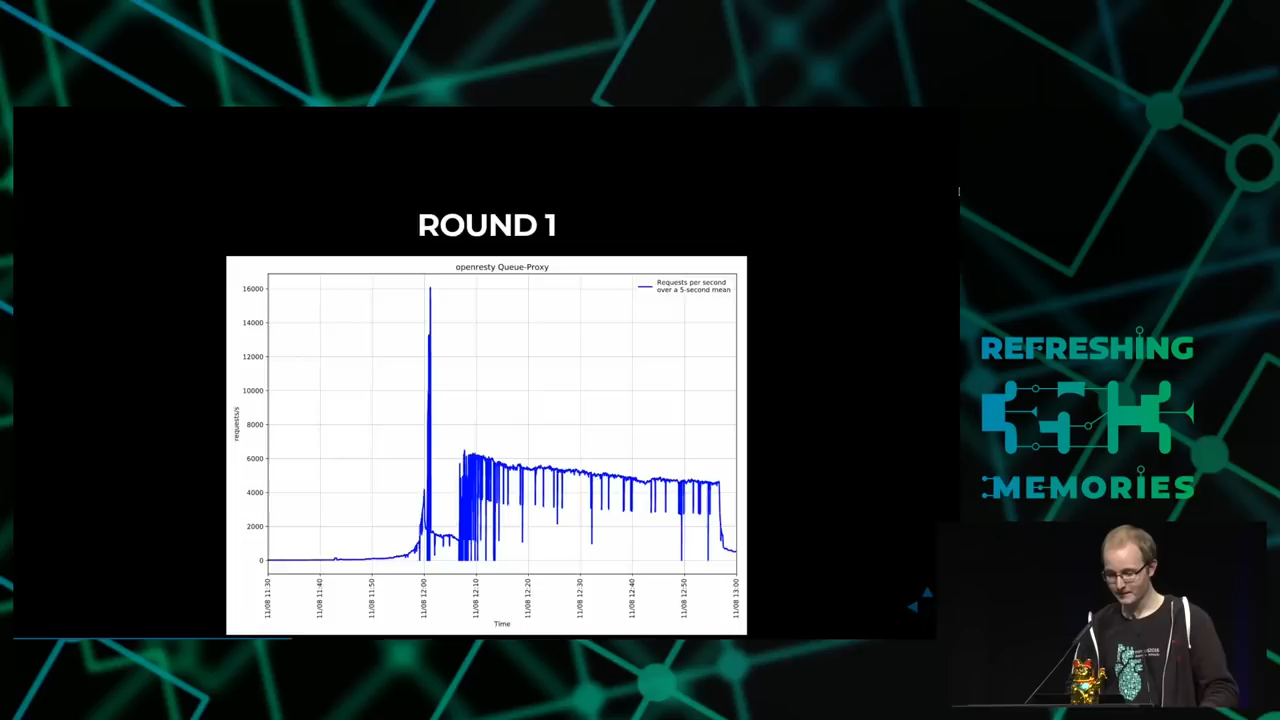 ROUND 1
openresty Queue-Proxy
Requests per second
over a 5-second mean
16000
14000
12000
10000
8000
6000
4000
2000
0
requests/s
11/08 11:30
11/08 11:40
11/08 11:50
11/08 12:00
11/08 12:10
11/08 12:20
11/08 12:30
11/08 12:40
11/08 12:50
11/08 13:00
Time
REFRESHING
MEMORIES